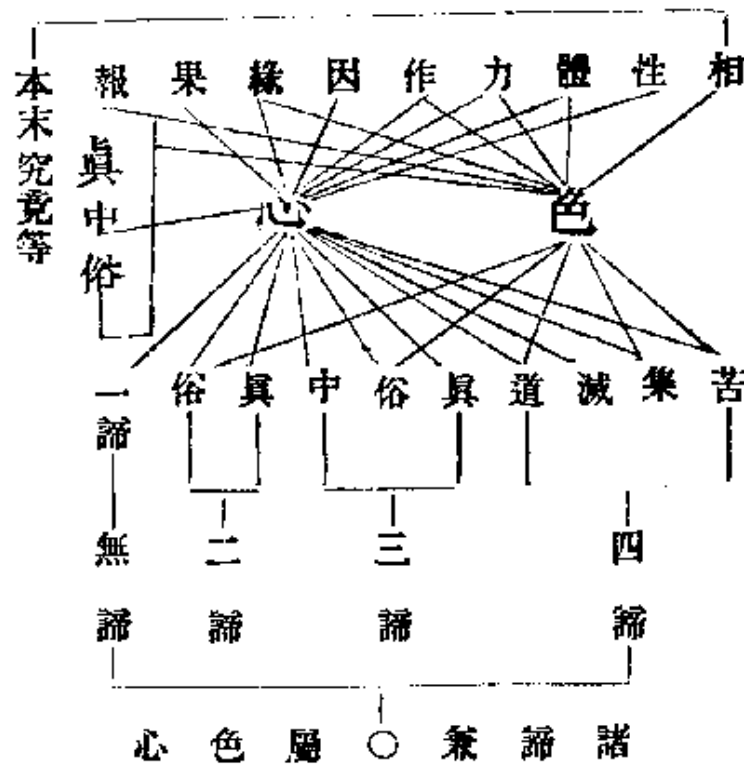 相性體力作因緣果報
本末究竟等
眞中俗
色心
苦集滅道眞俗中眞俗一諦
四諦
三諦
二諦
無諦
諸諦兼○屬色心